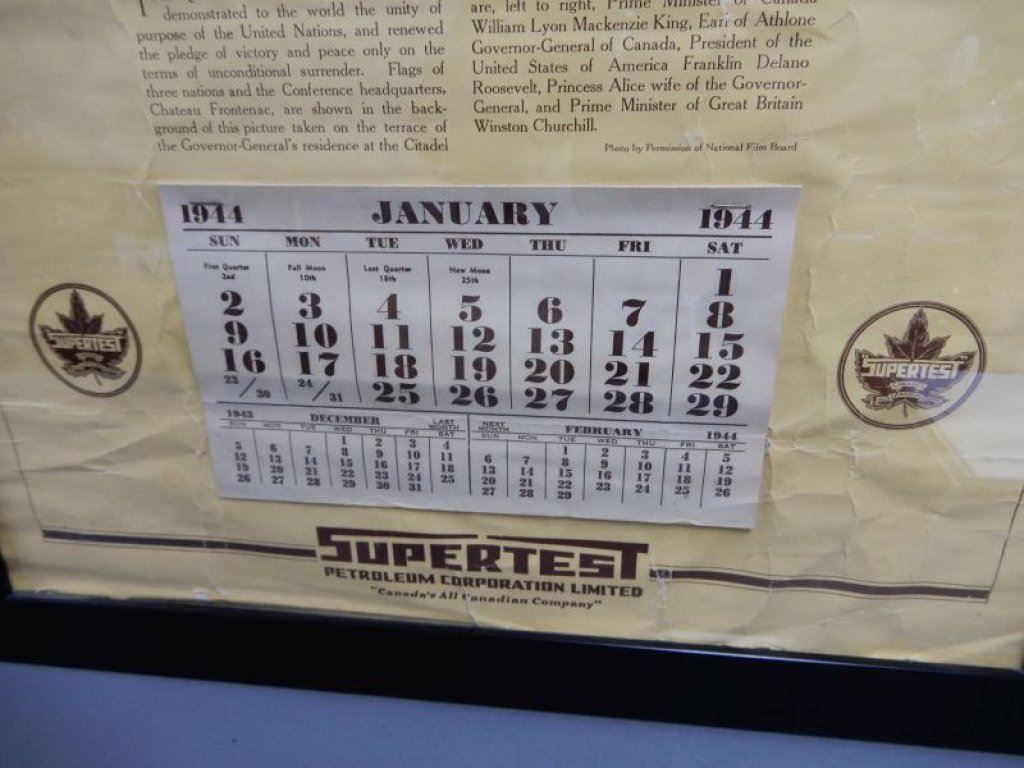 demonstrated to the world the unity of
purpose of the United Nations, and renewed
the pledge of victory and peace only on the
terms of unconditional surrender. Flags of
three nations and the Conference headquarters,
Chateau Frontenac, are shown in the back-
ground of this picture taken on the terrace of
the Governor-General's residence at the Citadel
are, left to right, Prime Minister of Canada
William Lyon Mackenzie King, Earl of Athlone
Governor-General of Canada, President of the
United States of America Franklin Delano
Roosevelt, Princess Alice wife of the Governor-
General, and Prime Minister of Great Britain
Winston Churchill.
Photo by Permission of National Film Board
1944 JANUARY 1944
SUN MON TUE WED THU FRI SAT
First Quarter 2nd
Full Moon 10th
Last Quarter 18th
New Moon 25th
1
2 3 4 5 6 7 8
9 10 11 12 13 14 15
16 17 18 19 20 21 22
23/30 24/31 25 26 27 28 29
1943 DECEMBER LAST MONTH
SUN MON TUE WED THU FRI SAT
1 2 3 4
5 6 7 8 9 10 11
12 13 14 15 16 17 18
19 20 21 22 23 24 25
26 27 28 29 30 31
NEXT MONTH FEBRUARY 1944
SUN MON TUE WED THU FRI SAT
1 2 3 4 5
6 7 8 9 10 11 12
13 14 15 16 17 18 19
20 21 22 23 24 25 26
27 28 29
SUPERTEST
SUPERTEST
CANADA'S
SUPERTEST
PETROLEUM CORPORATION LIMITED
"Canada's All Canadian Company"